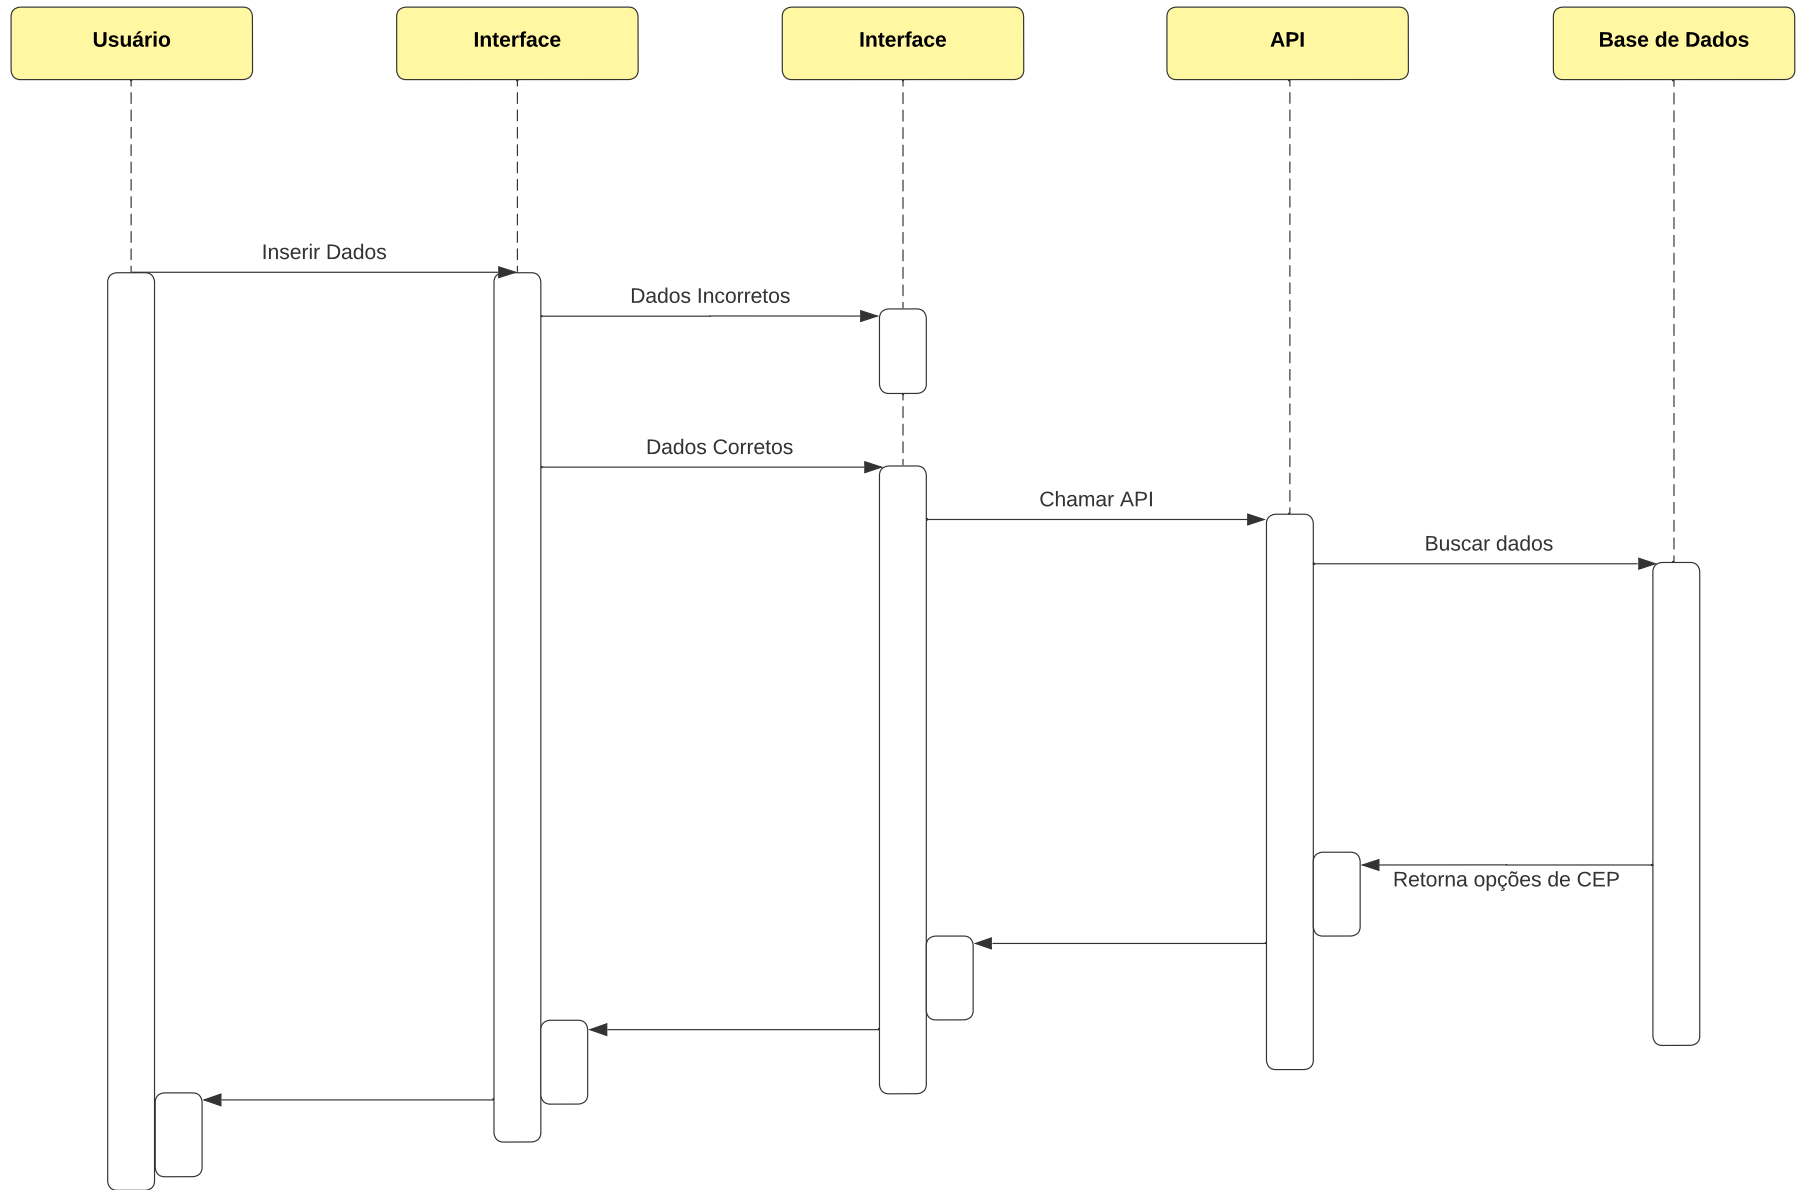 Usuário
Interface
Interface
API
Base de Dados
Inserir Dados
Dados Incorretos
Dados Corretos
Chamar API
Buscar dados
Retorna opções de CEP